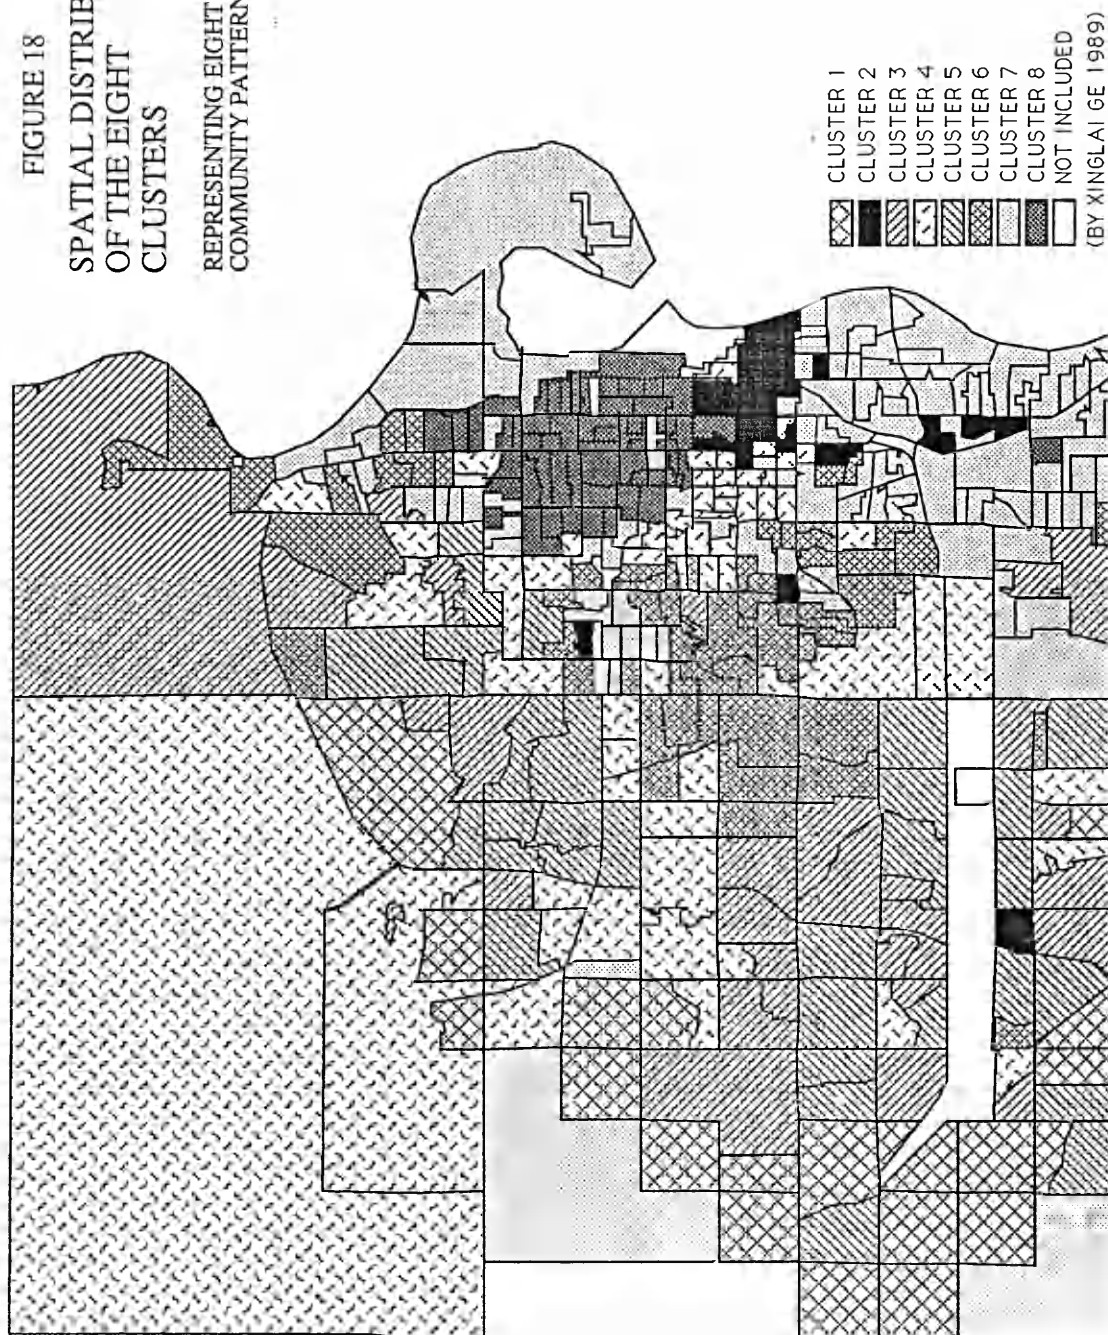 FIGURE 18
SPATIAL DISTRIB
OF THE EIGHT
CLUSTERS
REPRESENTING EIGHT
COMMUNITY PATTERN
CLUSTER 1
CLUSTER 2
CLUSTER 3
CLUSTER 4
CLUSTER 5
CLUSTER 6
CLUSTER 7
CLUSTER 8
NOT INCLUDED
(BY XINGLAI GE 1989)